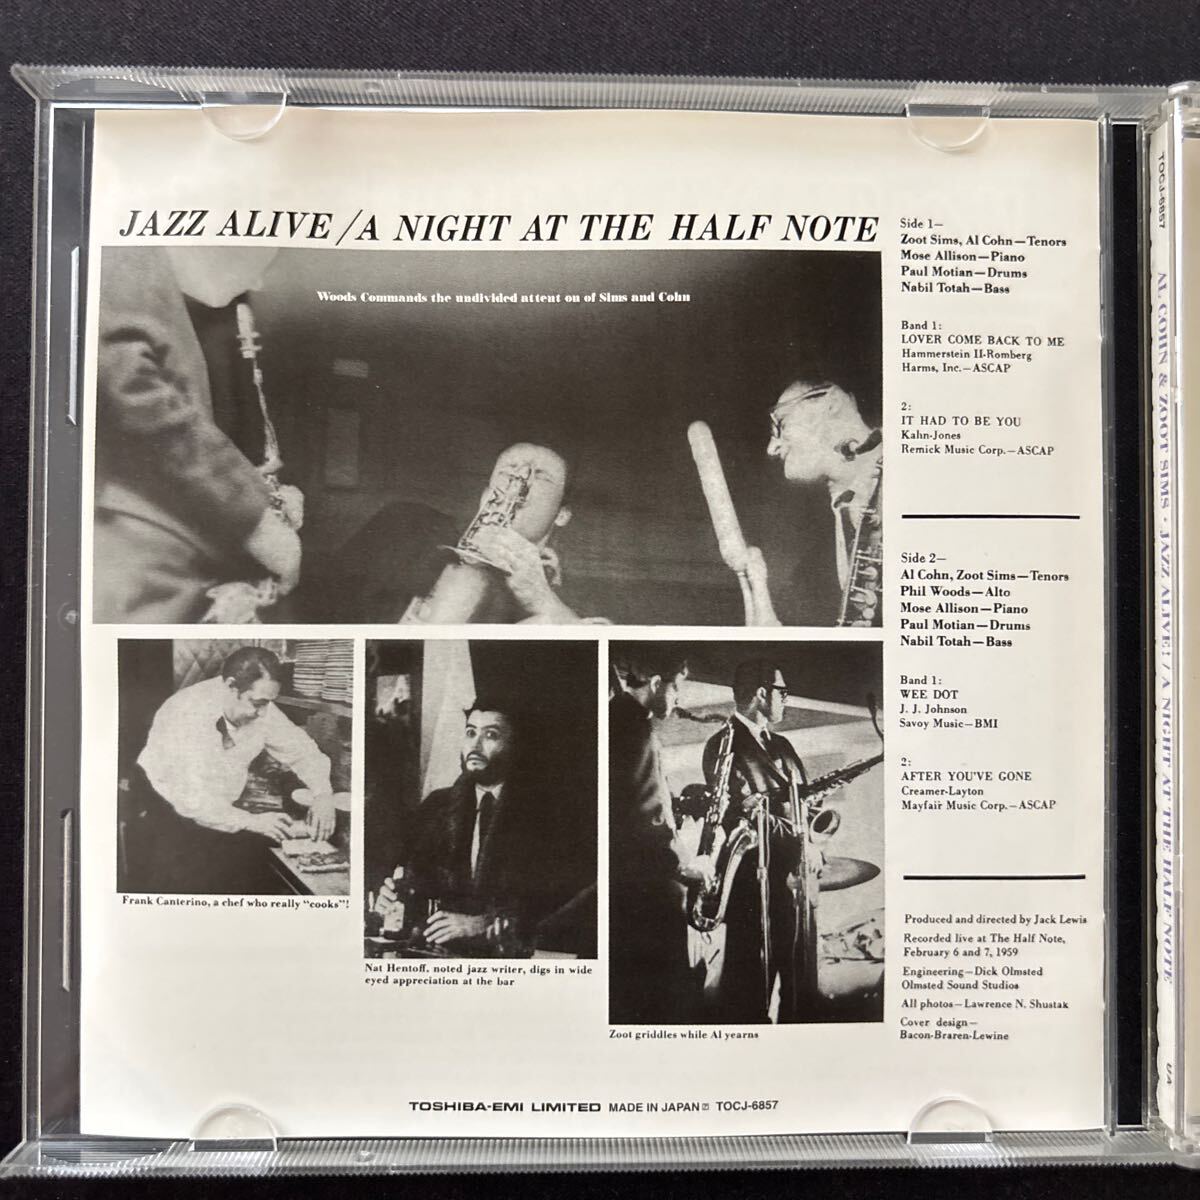 JAZZ ALIVE/A NIGHT AT THE HALF NOTE
Woods Commands the undivided attent on of Sims and Cohn
Frank Canterino, a chef who really "cooks"!
Nat Hentoff, noted jazz writer, digs in wide
eyed appreciation at the bar
Zoot griddles while Al yearns
Side 1—
Zoot Sims, Al Cohn—Tenors
Mose Allison—Piano
Paul Motian—Drums
Nabil Totah—Bass
Band 1:
LOVER COME BACK TO ME
Hammerstein II-Romberg
Harms, Inc.—ASCAP
2:
IT HAD TO BE YOU
Kahn-Jones
Remick Music Corp.—ASCAP
Side 2—
Al Cohn, Zoot Sims—Tenors
Phil Woods—Alto
Mose Allison—Piano
Paul Motian—Drums
Nabil Totah—Bass
Band 1:
WEE DOT
J. J. Johnson
Savoy Music—BMI
2:
AFTER YOU'VE GONE
Creamer-Layton
Mayfair Music Corp.—ASCAP
Produced and directed by Jack Lewis
Recorded live at The Half Note,
February 6 and 7, 1959
Engineering—Dick Olmsted
Olmsted Sound Studios
All photos—Lawrence N. Shustak
Cover design—
Bacon-Braren-Lewine
TOSHIBA-EMI LIMITED MADE IN JAPAN Ⓟ TOCJ-6857
TOCJ-6857 AL COHN & ZOOT SIMS · JAZZ ALIVE! / A NIGHT AT THE HALF NOTE UA